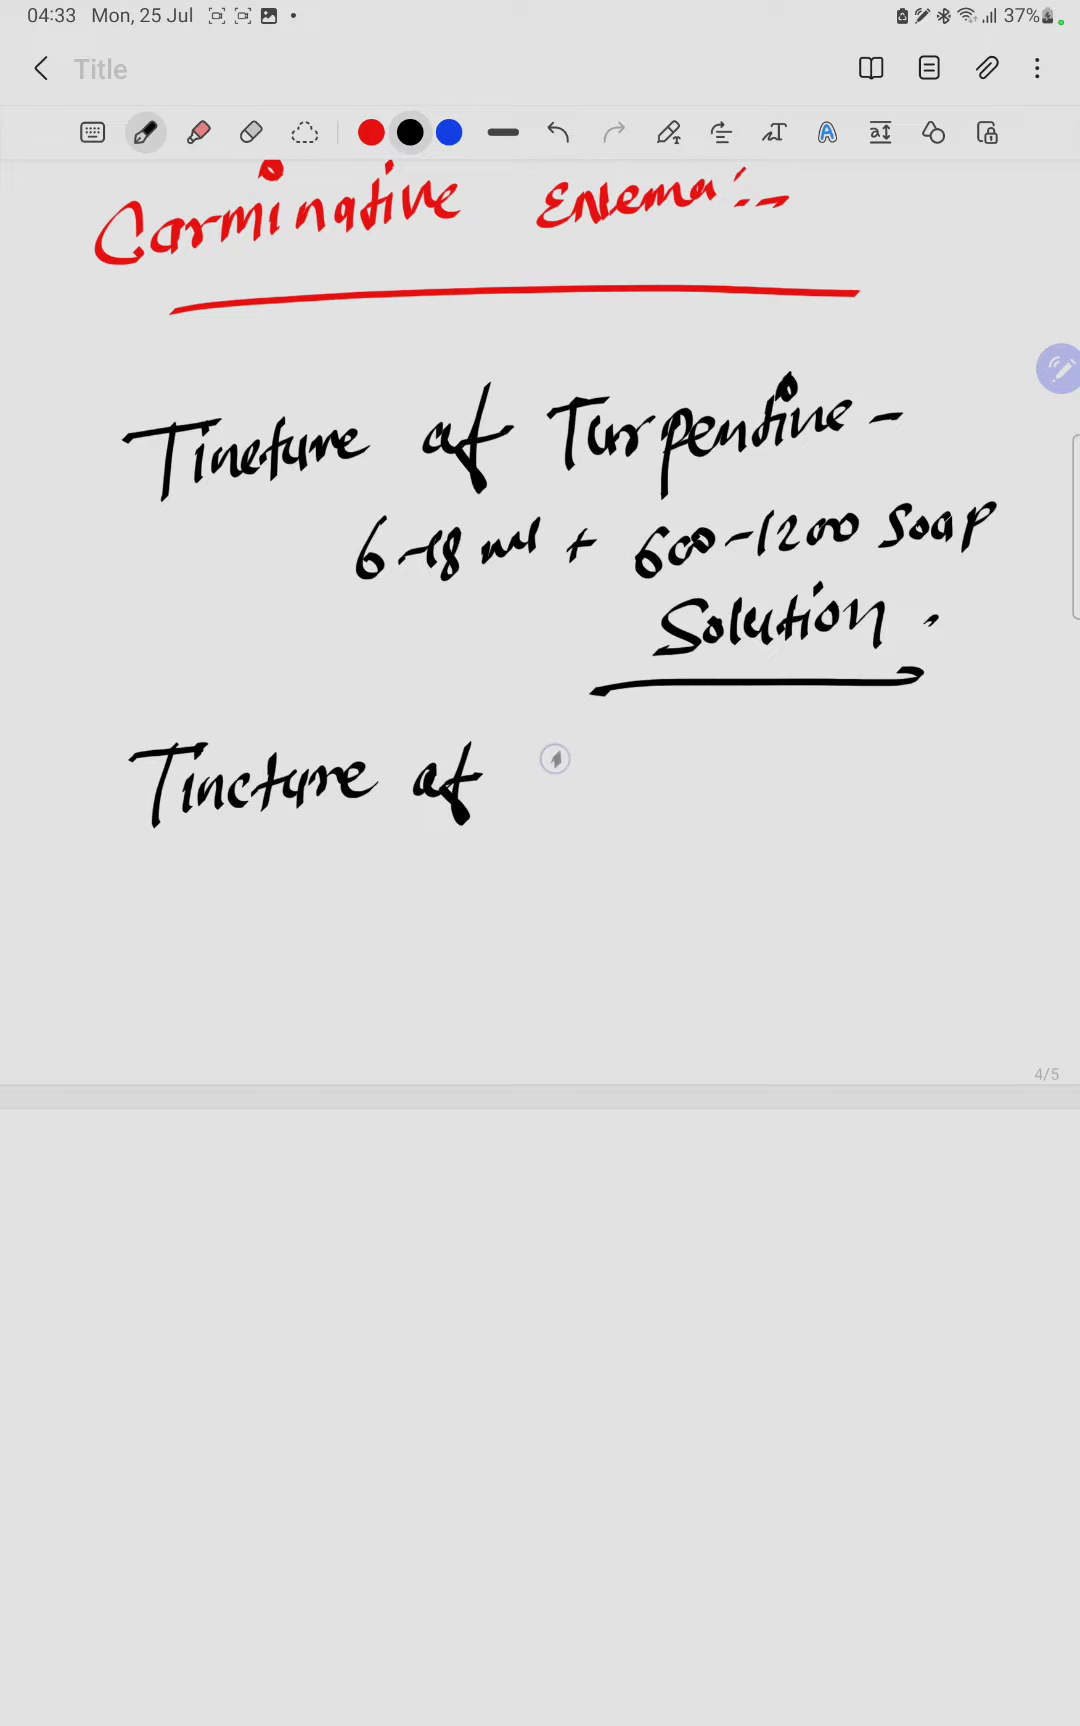 04:33 Mon, 25 Jul 37%
Title
Carminative Enema:-
Tincture of Turpentine -
6-18 ml + 600-1200 Soap
Solution.
Tincture of
4/5